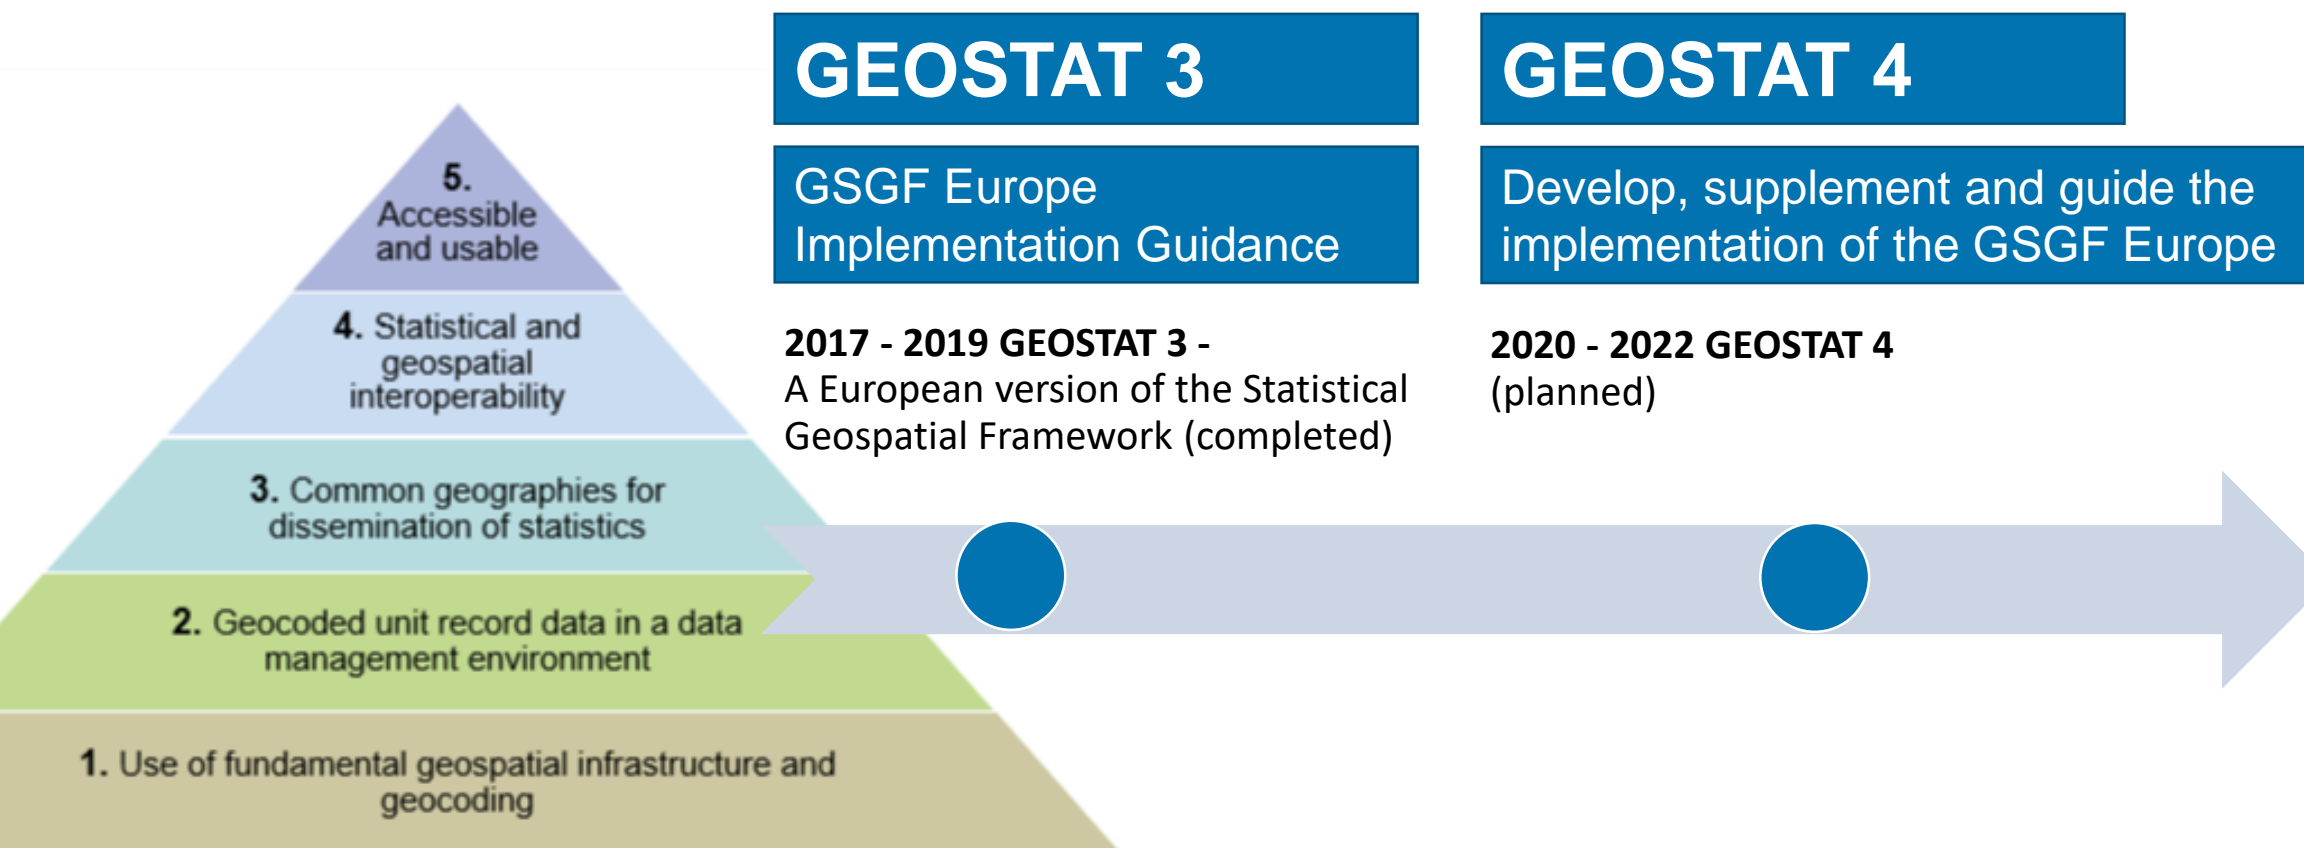 5.
Accessible
and usable
4. Statistical and
geospatial
interoperability
3. Common geographies for
dissemination of statistics
2. Geocoded unit record data in a data
management environment
1. Use of fundamental geospatial infrastructure and
geocoding
GEOSTAT 3
GSGF Europe
Implementation Guidance
2017 - 2019 GEOSTAT 3 -
A European version of the Statistical
Geospatial Framework (completed)
GEOSTAT 4
Develop, supplement and guide the
implementation of the GSGF Europe
2020 - 2022 GEOSTAT 4
(planned)